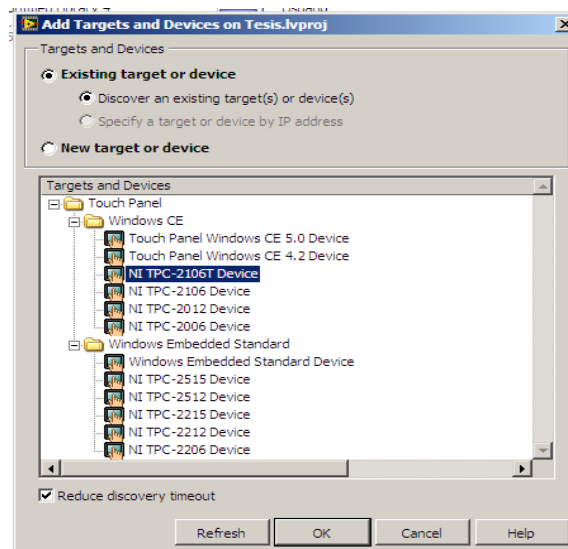 Add Targets and Devices on Tesis.lvproj
Targets and Devices
Existing target or device
Discover an existing target(s) or device(s)
Specify a target or device by IP address
New target or device
Targets and Devices
Touch Panel
Windows CE
Touch Panel Windows CE 5.0 Device
Touch Panel Windows CE 4.2 Device
NI TPC-2106T Device
NI TPC-2106 Device
NI TPC-2012 Device
NI TPC-2006 Device
Windows Embedded Standard
Windows Embedded Standard Device
NI TPC-2515 Device
NI TPC-2512 Device
NI TPC-2215 Device
NI TPC-2212 Device
NI TPC-2206 Device
Reduce discovery timeout
Refresh OK Cancel Help